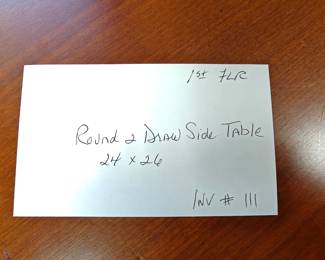 1st FLR
Round 2 Draw Side Table
24 x 26
INV # 111